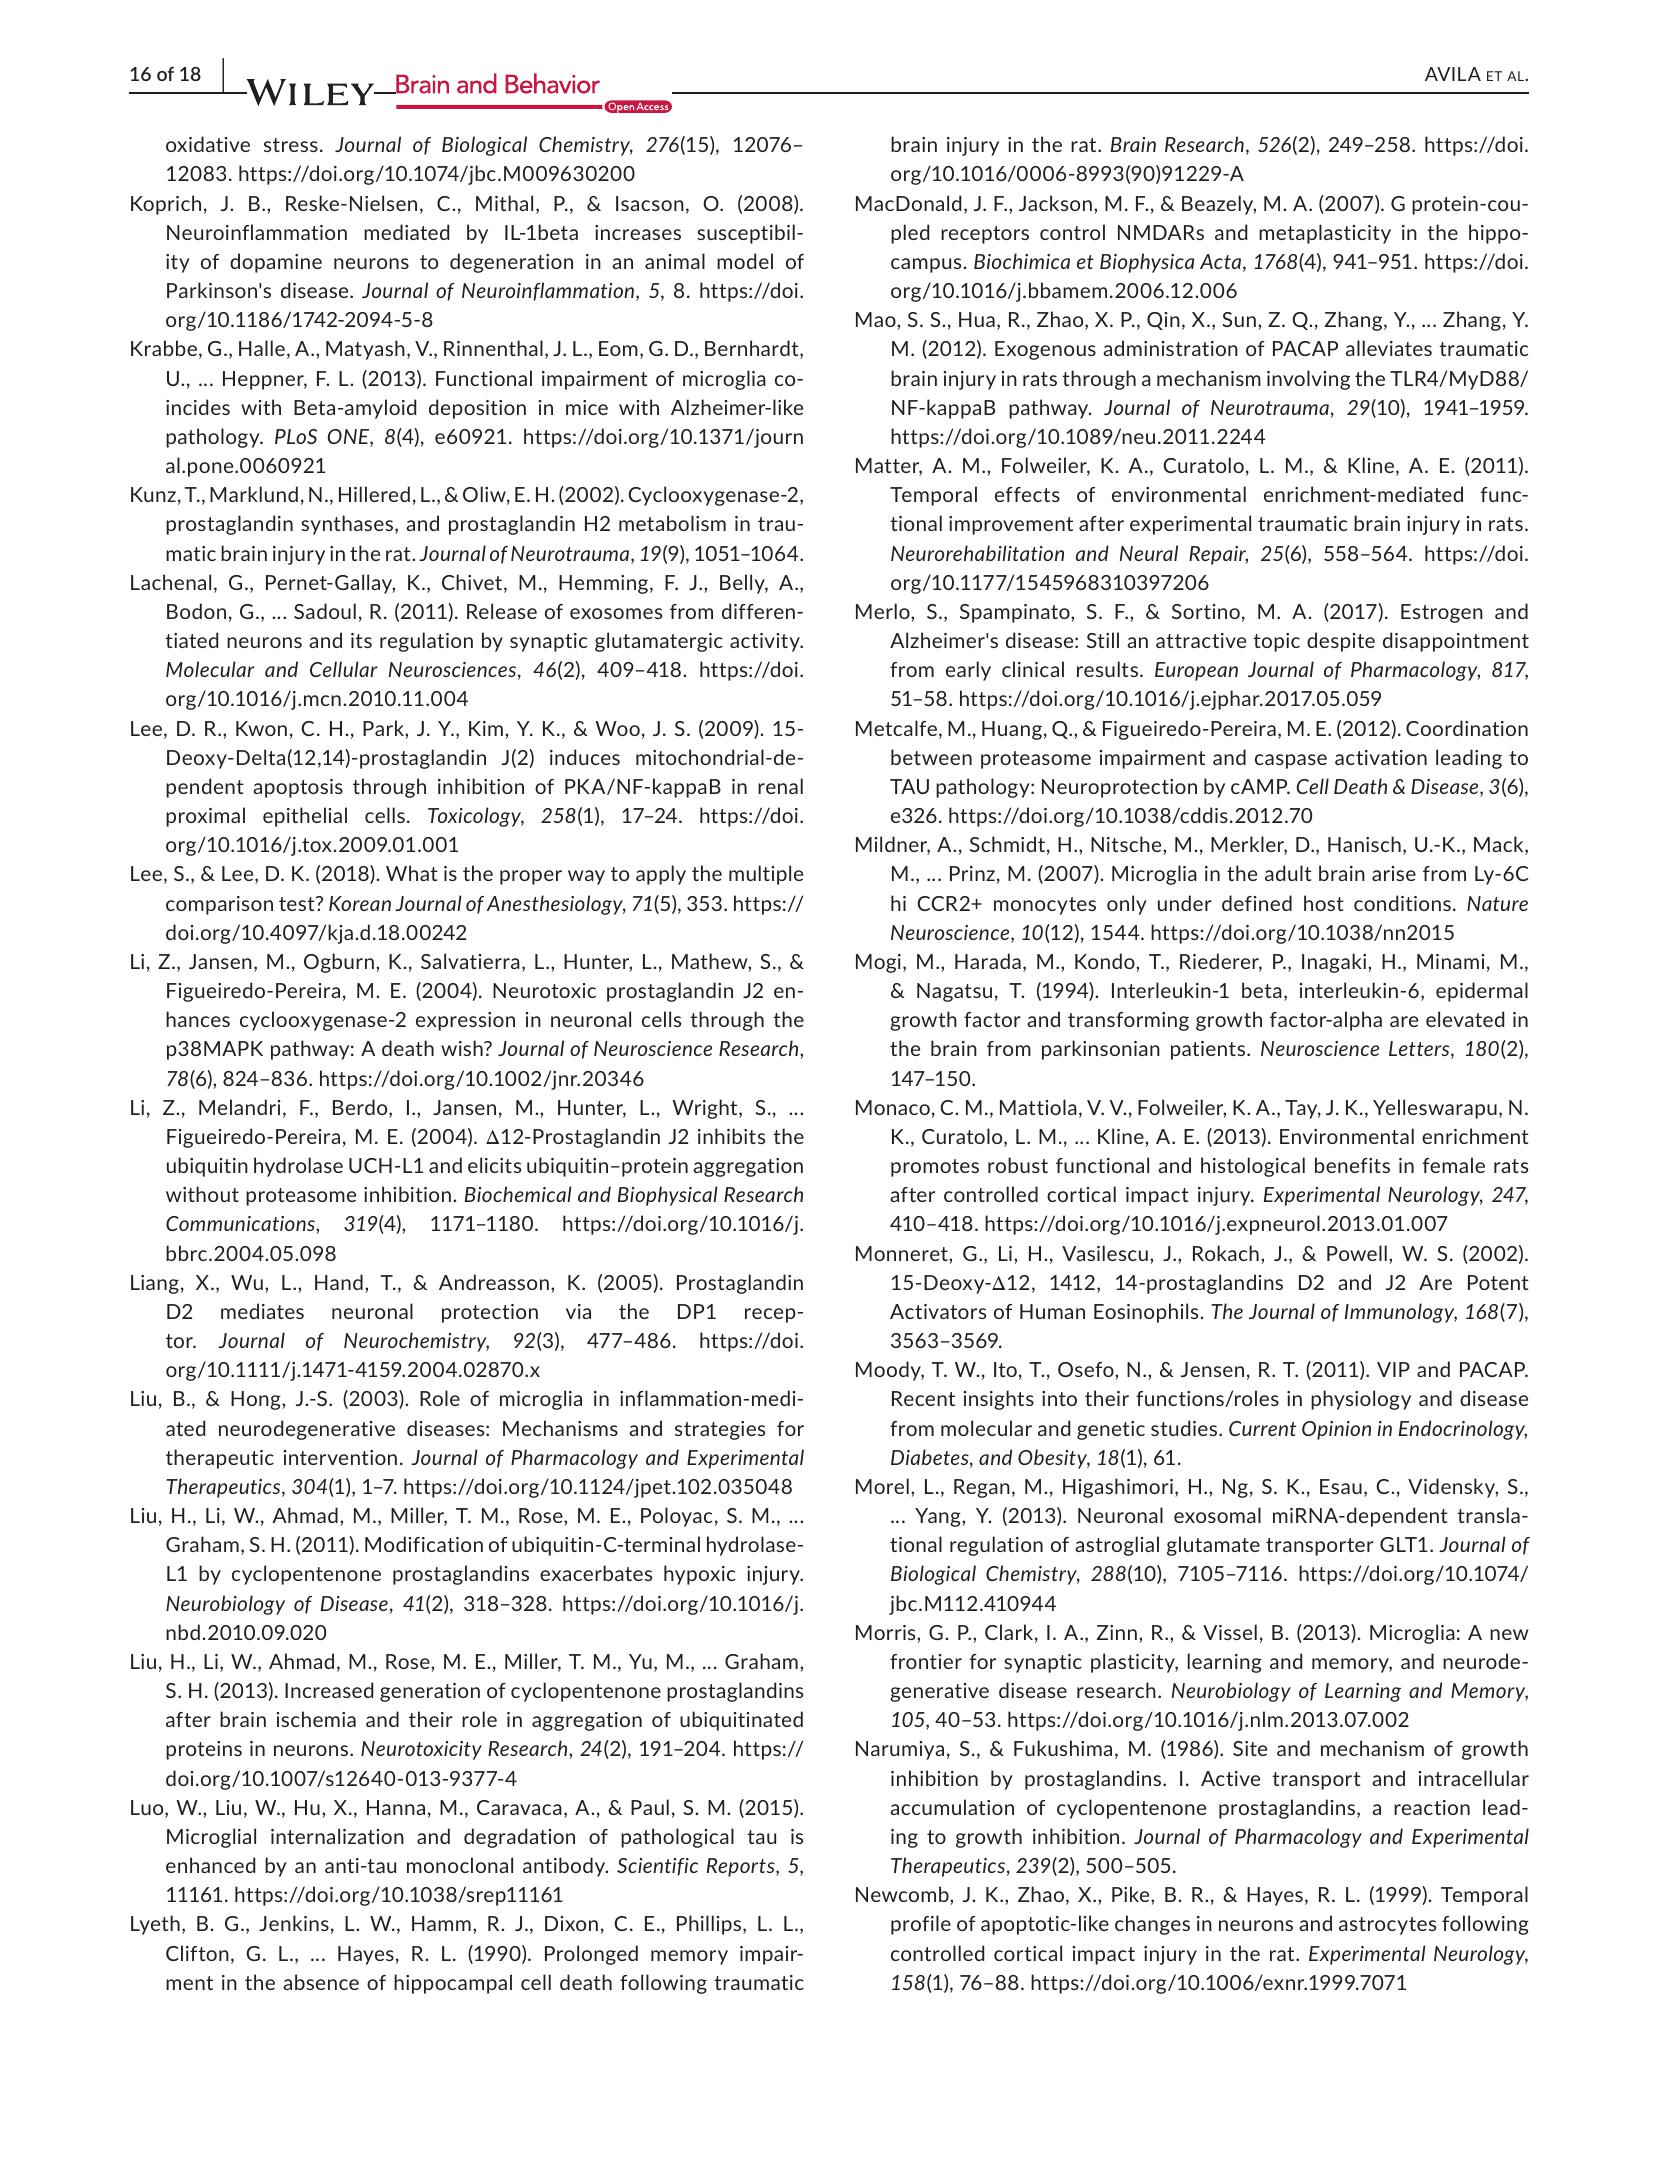 16 of 18
WILEY
Brain and Behavior
Open Access
AVILA ET AL.
oxidative stress. Journal of Biological Chemistry, 276(15), 12076–
12083. https://doi.org/10.1074/jbc.M009630200
Koprich, J. B., Reske-Nielsen, C., Mithal, P., & Isacson, O. (2008).
Neuroinflammation mediated by IL-1beta increases susceptibil-
ity of dopamine neurons to degeneration in an animal model of
Parkinson's disease. Journal of Neuroinflammation, 5, 8. https://doi.
org/10.1186/1742-2094-5-8
Krabbe, G., Halle, A., Matyash, V., Rinnenthal, J. L., Eom, G. D., Bernhardt,
U., ... Heppner, F. L. (2013). Functional impairment of microglia co-
incides with Beta-amyloid deposition in mice with Alzheimer-like
pathology. PLoS ONE, 8(4), e60921. https://doi.org/10.1371/journ
al.pone.0060921
Kunz, T., Marklund, N., Hillered, L., & Oliw, E. H. (2002). Cyclooxygenase-2,
prostaglandin synthases, and prostaglandin H2 metabolism in trau-
matic brain injury in the rat. Journal of Neurotrauma, 19(9), 1051–1064.
Lachenal, G., Pernet-Gallay, K., Chivet, M., Hemming, F. J., Belly, A.,
Bodon, G., ... Sadoul, R. (2011). Release of exosomes from differen-
tiated neurons and its regulation by synaptic glutamatergic activity.
Molecular and Cellular Neurosciences, 46(2), 409–418. https://doi.
org/10.1016/j.mcn.2010.11.004
Lee, D. R., Kwon, C. H., Park, J. Y., Kim, Y. K., & Woo, J. S. (2009). 15-
Deoxy-Delta(12,14)-prostaglandin J(2) induces mitochondrial-de-
pendent apoptosis through inhibition of PKA/NF-kappaB in renal
proximal epithelial cells. Toxicology, 258(1), 17–24. https://doi.
org/10.1016/j.tox.2009.01.001
Lee, S., & Lee, D. K. (2018). What is the proper way to apply the multiple
comparison test? Korean Journal of Anesthesiology, 71(5), 353. https://
doi.org/10.4097/kja.d.18.00242
Li, Z., Jansen, M., Ogburn, K., Salvatierra, L., Hunter, L., Mathew, S., &
Figueiredo-Pereira, M. E. (2004). Neurotoxic prostaglandin J2 en-
hances cyclooxygenase-2 expression in neuronal cells through the
p38MAPK pathway: A death wish? Journal of Neuroscience Research,
78(6), 824–836. https://doi.org/10.1002/jnr.20346
Li, Z., Melandri, F., Berdo, I., Jansen, M., Hunter, L., Wright, S., ...
Figueiredo-Pereira, M. E. (2004). Δ12-Prostaglandin J2 inhibits the
ubiquitin hydrolase UCH-L1 and elicits ubiquitin–protein aggregation
without proteasome inhibition. Biochemical and Biophysical Research
Communications, 319(4), 1171–1180. https://doi.org/10.1016/j.
bbrc.2004.05.098
Liang, X., Wu, L., Hand, T., & Andreasson, K. (2005). Prostaglandin
D2 mediates neuronal protection via the DP1 recep-
tor. Journal of Neurochemistry, 92(3), 477–486. https://doi.
org/10.1111/j.1471-4159.2004.02870.x
Liu, B., & Hong, J.-S. (2003). Role of microglia in inflammation-medi-
ated neurodegenerative diseases: Mechanisms and strategies for
therapeutic intervention. Journal of Pharmacology and Experimental
Therapeutics, 304(1), 1–7. https://doi.org/10.1124/jpet.102.035048
Liu, H., Li, W., Ahmad, M., Miller, T. M., Rose, M. E., Poloyac, S. M., ...
Graham, S. H. (2011). Modification of ubiquitin-C-terminal hydrolase-
L1 by cyclopentenone prostaglandins exacerbates hypoxic injury.
Neurobiology of Disease, 41(2), 318–328. https://doi.org/10.1016/j.
nbd.2010.09.020
Liu, H., Li, W., Ahmad, M., Rose, M. E., Miller, T. M., Yu, M., ... Graham,
S. H. (2013). Increased generation of cyclopentenone prostaglandins
after brain ischemia and their role in aggregation of ubiquitinated
proteins in neurons. Neurotoxicity Research, 24(2), 191–204. https://
doi.org/10.1007/s12640-013-9377-4
Luo, W., Liu, W., Hu, X., Hanna, M., Caravaca, A., & Paul, S. M. (2015).
Microglial internalization and degradation of pathological tau is
enhanced by an anti-tau monoclonal antibody. Scientific Reports, 5,
11161. https://doi.org/10.1038/srep11161
Lyeth, B. G., Jenkins, L. W., Hamm, R. J., Dixon, C. E., Phillips, L. L.,
Clifton, G. L., ... Hayes, R. L. (1990). Prolonged memory impair-
ment in the absence of hippocampal cell death following traumatic
brain injury in the rat. Brain Research, 526(2), 249–258. https://doi.
org/10.1016/0006-8993(90)91229-A
MacDonald, J. F., Jackson, M. F., & Beazely, M. A. (2007). G protein-cou-
pled receptors control NMDARs and metaplasticity in the hippo-
campus. Biochimica et Biophysica Acta, 1768(4), 941–951. https://doi.
org/10.1016/j.bbamem.2006.12.006
Mao, S. S., Hua, R., Zhao, X. P., Qin, X., Sun, Z. Q., Zhang, Y., ... Zhang, Y.
M. (2012). Exogenous administration of PACAP alleviates traumatic
brain injury in rats through a mechanism involving the TLR4/MyD88/
NF-kappaB pathway. Journal of Neurotrauma, 29(10), 1941–1959.
https://doi.org/10.1089/neu.2011.2244
Matter, A. M., Folweiler, K. A., Curatolo, L. M., & Kline, A. E. (2011).
Temporal effects of environmental enrichment-mediated func-
tional improvement after experimental traumatic brain injury in rats.
Neurorehabilitation and Neural Repair, 25(6), 558–564. https://doi.
org/10.1177/1545968310397206
Merlo, S., Spampinato, S. F., & Sortino, M. A. (2017). Estrogen and
Alzheimer's disease: Still an attractive topic despite disappointment
from early clinical results. European Journal of Pharmacology, 817,
51–58. https://doi.org/10.1016/j.ejphar.2017.05.059
Metcalfe, M., Huang, Q., & Figueiredo-Pereira, M. E. (2012). Coordination
between proteasome impairment and caspase activation leading to
TAU pathology: Neuroprotection by cAMP. Cell Death & Disease, 3(6),
e326. https://doi.org/10.1038/cddis.2012.70
Mildner, A., Schmidt, H., Nitsche, M., Merkler, D., Hanisch, U.-K., Mack,
M., ... Prinz, M. (2007). Microglia in the adult brain arise from Ly-6C
hi CCR2+ monocytes only under defined host conditions. Nature
Neuroscience, 10(12), 1544. https://doi.org/10.1038/nn2015
Mogi, M., Harada, M., Kondo, T., Riederer, P., Inagaki, H., Minami, M.,
& Nagatsu, T. (1994). Interleukin-1 beta, interleukin-6, epidermal
growth factor and transforming growth factor-alpha are elevated in
the brain from parkinsonian patients. Neuroscience Letters, 180(2),
147–150.
Monaco, C. M., Mattiola, V. V., Folweiler, K. A., Tay, J. K., Yelleswarapu, N.
K., Curatolo, L. M., ... Kline, A. E. (2013). Environmental enrichment
promotes robust functional and histological benefits in female rats
after controlled cortical impact injury. Experimental Neurology, 247,
410–418. https://doi.org/10.1016/j.expneurol.2013.01.007
Monneret, G., Li, H., Vasilescu, J., Rokach, J., & Powell, W. S. (2002).
15-Deoxy-Δ12, 1412, 14-prostaglandins D2 and J2 Are Potent
Activators of Human Eosinophils. The Journal of Immunology, 168(7),
3563–3569.
Moody, T. W., Ito, T., Osefo, N., & Jensen, R. T. (2011). VIP and PACAP.
Recent insights into their functions/roles in physiology and disease
from molecular and genetic studies. Current Opinion in Endocrinology,
Diabetes, and Obesity, 18(1), 61.
Morel, L., Regan, M., Higashimori, H., Ng, S. K., Esau, C., Vidensky, S.,
... Yang, Y. (2013). Neuronal exosomal miRNA-dependent transla-
tional regulation of astroglial glutamate transporter GLT1. Journal of
Biological Chemistry, 288(10), 7105–7116. https://doi.org/10.1074/
jbc.M112.410944
Morris, G. P., Clark, I. A., Zinn, R., & Vissel, B. (2013). Microglia: A new
frontier for synaptic plasticity, learning and memory, and neurode-
generative disease research. Neurobiology of Learning and Memory,
105, 40–53. https://doi.org/10.1016/j.nlm.2013.07.002
Narumiya, S., & Fukushima, M. (1986). Site and mechanism of growth
inhibition by prostaglandins. I. Active transport and intracellular
accumulation of cyclopentenone prostaglandins, a reaction lead-
ing to growth inhibition. Journal of Pharmacology and Experimental
Therapeutics, 239(2), 500–505.
Newcomb, J. K., Zhao, X., Pike, B. R., & Hayes, R. L. (1999). Temporal
profile of apoptotic-like changes in neurons and astrocytes following
controlled cortical impact injury in the rat. Experimental Neurology,
158(1), 76–88. https://doi.org/10.1006/exnr.1999.7071